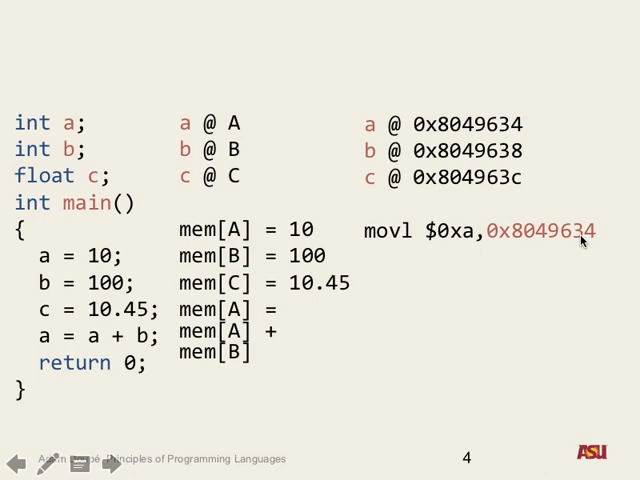 int a;
int b;
float c;
int main()
{
a = 10;
b = 100;
c = 10.45;
a = a + b;
return 0;
}
a @ A
b @ B
c @ C
mem[A] = 10
mem[B] = 100
mem[C] = 10.45
mem[A] =
mem[A] +
mem[B]
a @ 0x8049634
b @ 0x8049638
c @ 0x804963c
movl $0xa,0x8049634
Principles of Programming Languages
4
ASU